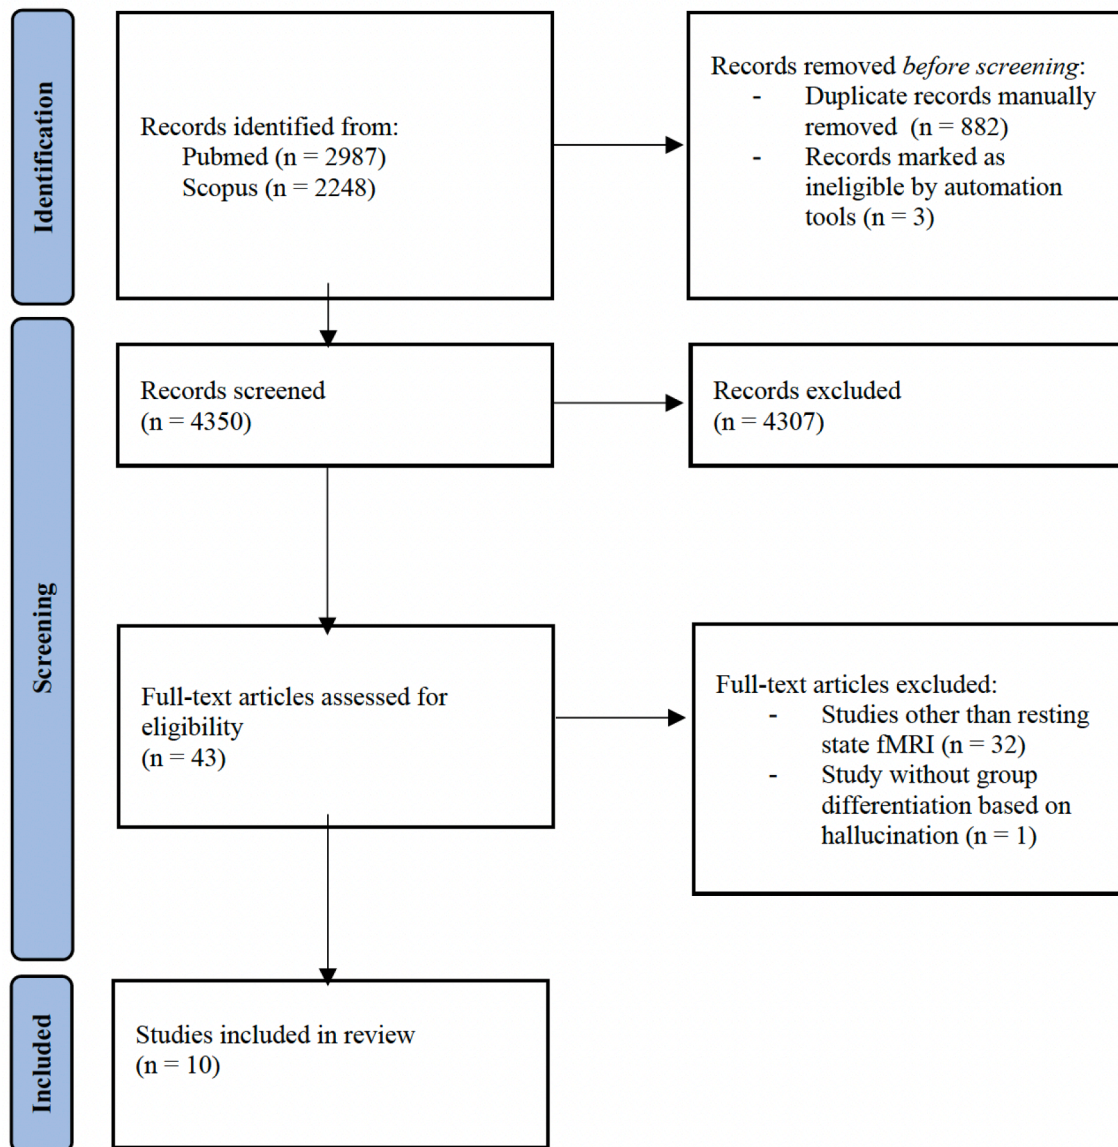 Identification
Records identified from:
Pubmed (n = 2987)
Scopus (n = 2248)
Records removed before screening:
- Duplicate records manually
removed (n = 882)
- Records marked as
ineligible by automation
tools (n = 3)
Screening
Records screened
(n = 4350)
Records excluded
(n = 4307)
Full-text articles assessed for
eligibility
(n = 43)
Full-text articles excluded:
- Studies other than resting
state fMRI (n = 32)
- Study without group
differentiation based on
hallucination (n = 1)
Included
Studies included in review
(n = 10)